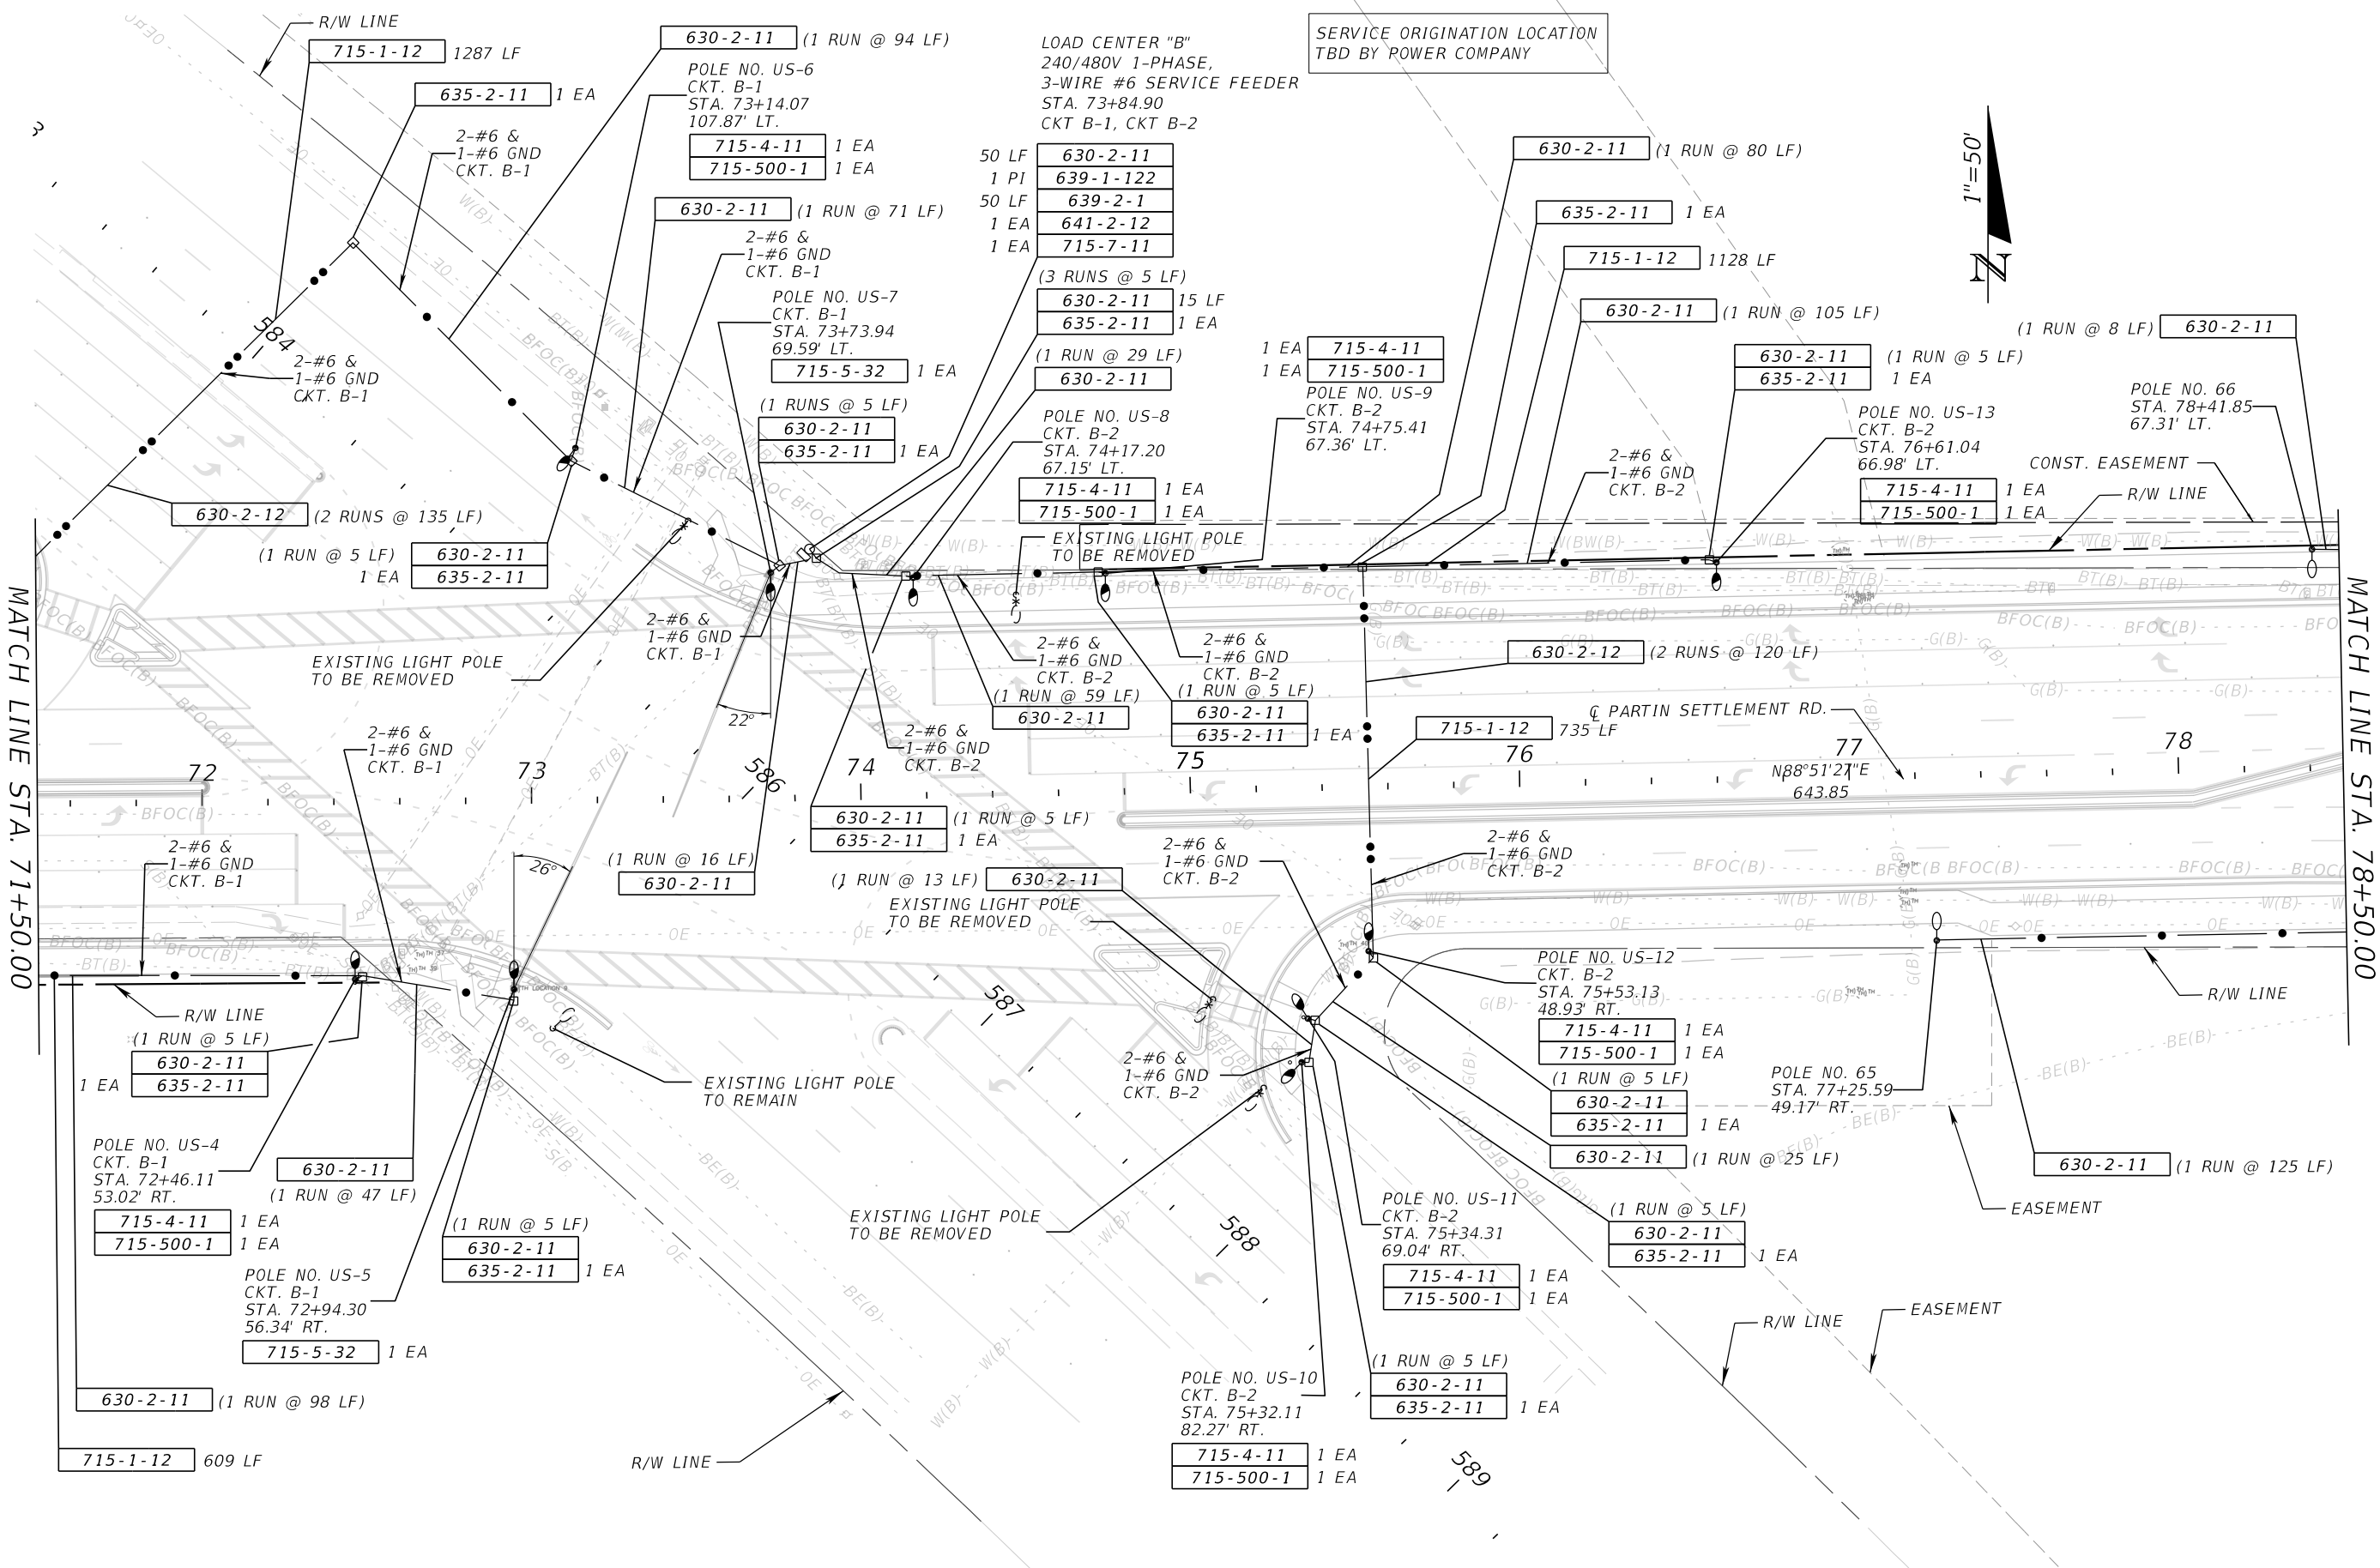 R/W LINE
715-1-12 1287 LF
635-2-11 1 EA
2-#6 &
1-#6 GND
CKT. B-1
630-2-11 (1 RUN @ 94 LF)
POLE NO. US-6
CKT. B-1
STA. 73+14.07
107.87' LT.
715-4-11 1 EA
715-500-1 1 EA
630-2-11 (1 RUN @ 71 LF)
2-#6 &
1-#6 GND
CKT. B-1
POLE NO. US-7
CKT. B-1
STA. 73+73.94
69.59' LT.
715-5-32 1 EA
(1 RUNS @ 5 LF)
630-2-11
635-2-11 1 EA
LOAD CENTER "B"
240/480V 1-PHASE,
3-WIRE #6 SERVICE FEEDER
STA. 73+84.90
CKT B-1, CKT B-2
50 LF 630-2-11
1 PI 639-1-122
50 LF 639-2-1
1 EA 641-2-12
1 EA 715-7-11
(3 RUNS @ 5 LF)
630-2-11 15 LF
635-2-11 1 EA
(1 RUN @ 29 LF)
630-2-11
POLE NO. US-8
CKT. B-2
STA. 74+17.20
67.15' LT.
715-4-11 1 EA
715-500-1 1 EA
EXISTING LIGHT POLE
TO BE REMOVED
SERVICE ORIGINATION LOCATION
TBD BY POWER COMPANY
1 EA 715-4-11
1 EA 715-500-1
POLE NO. US-9
CKT. B-2
STA. 74+75.41
67.36' LT.
630-2-11 (1 RUN @ 80 LF)
635-2-11 1 EA
715-1-12 1128 LF
630-2-11 (1 RUN @ 105 LF)
2-#6 &
1-#6 GND
CKT. B-2
630-2-11 (1 RUN @ 5 LF)
635-2-11 1 EA
POLE NO. US-13
CKT. B-2
STA. 76+61.04
66.98' LT.
715-4-11 1 EA
715-500-1 1 EA
1"=50'
N
(1 RUN @ 8 LF) 630-2-11
POLE NO. 66
STA. 78+41.85
67.31' LT.
CONST. EASEMENT
R/W LINE
584
2-#6 &
1-#6 GND
CKT. B-1
630-2-12 (2 RUNS @ 135 LF)
(1 RUN @ 5 LF) 630-2-11
1 EA 635-2-11
MATCH LINE STA. 71+50.00
MATCH LINE STA. 78+50.00
EXISTING LIGHT POLE
TO BE REMOVED
2-#6 &
1-#6 GND
CKT. B-1
22°
2-#6 &
1-#6 GND
CKT. B-2
(1 RUN @ 59 LF)
630-2-11
2-#6 &
1-#6 GND
CKT. B-2
2-#6 &
1-#6 GND
CKT. B-2
(1 RUN @ 5 LF)
630-2-11
635-2-11 1 EA
630-2-12 (2 RUNS @ 120 LF)
715-1-12 735 LF
℄ PARTIN SETTLEMENT RD.
N88°51'27"E
643.85
72
73
74
75
76
77
78
586
587
588
589
2-#6 &
1-#6 GND
CKT. B-1
2-#6 &
1-#6 GND
CKT. B-1
26°
(1 RUN @ 16 LF)
630-2-11
630-2-11 (1 RUN @ 5 LF)
635-2-11 1 EA
(1 RUN @ 13 LF) 630-2-11
EXISTING LIGHT POLE
TO BE REMOVED
2-#6 &
1-#6 GND
CKT. B-2
2-#6 &
1-#6 GND
CKT. B-2
R/W LINE
(1 RUN @ 5 LF)
630-2-11
1 EA 635-2-11
EXISTING LIGHT POLE
TO REMAIN
2-#6 &
1-#6 GND
CKT. B-2
POLE NO. US-12
CKT. B-2
STA. 75+53.13
48.93' RT.
715-4-11 1 EA
715-500-1 1 EA
(1 RUN @ 5 LF)
630-2-11
635-2-11 1 EA
630-2-11 (1 RUN @ 25 LF)
POLE NO. 65
STA. 77+25.59
49.17' RT.
R/W LINE
630-2-11 (1 RUN @ 125 LF)
EASEMENT
POLE NO. US-4
CKT. B-1
STA. 72+46.11
53.02' RT.
715-4-11 1 EA
715-500-1 1 EA
630-2-11
(1 RUN @ 47 LF)
(1 RUN @ 5 LF)
630-2-11
635-2-11 1 EA
POLE NO. US-5
CKT. B-1
STA. 72+94.30
56.34' RT.
715-5-32 1 EA
630-2-11 (1 RUN @ 98 LF)
715-1-12 609 LF
R/W LINE
EXISTING LIGHT POLE
TO BE REMOVED
POLE NO. US-11
CKT. B-2
STA. 75+34.31
69.04' RT.
715-4-11 1 EA
715-500-1 1 EA
(1 RUN @ 5 LF)
630-2-11
635-2-11 1 EA
POLE NO. US-10
CKT. B-2
STA. 75+32.11
82.27' RT.
715-4-11 1 EA
715-500-1 1 EA
(1 RUN @ 5 LF)
630-2-11
635-2-11 1 EA
R/W LINE
EASEMENT